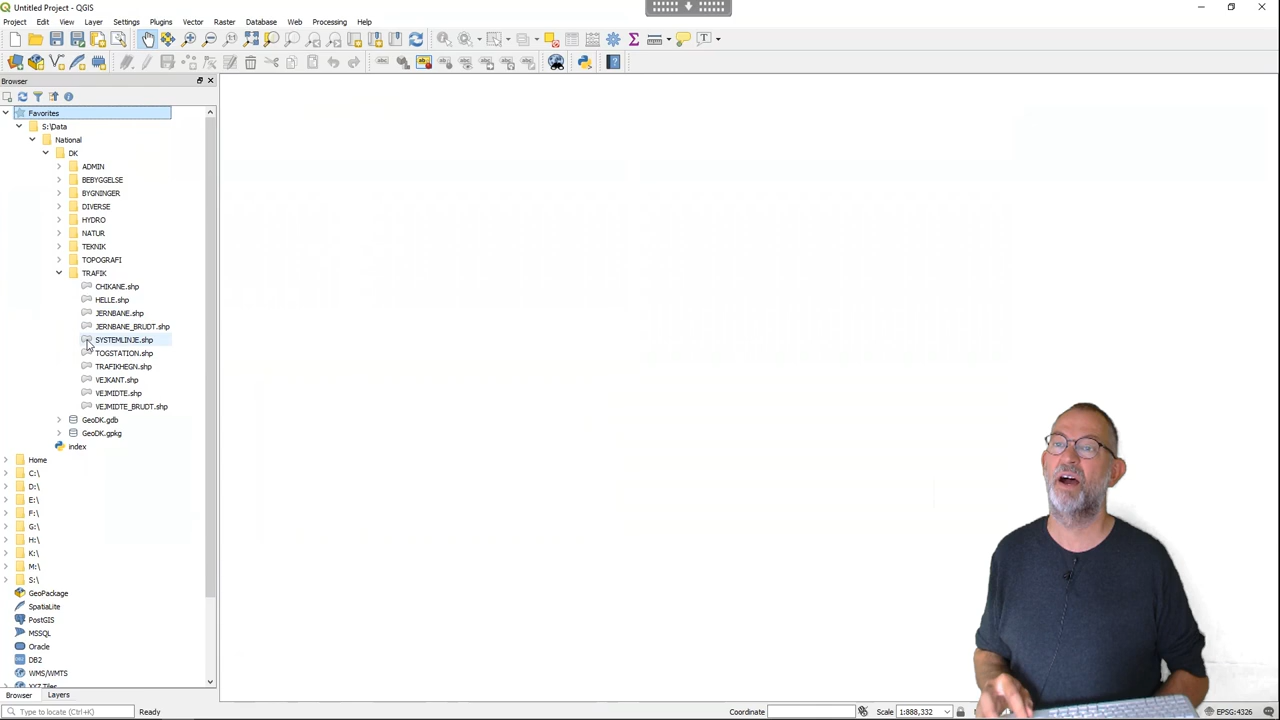 Untitled Project - QGIS
Project Edit View Layer Settings Plugins Vector Raster Database Web Processing Help
Browser
Favorites
S:\Data
National
DK
ADMIN
BEBYGGELSE
BYGNINGER
DIVERSE
HYDRO
NATUR
TEKNIK
TOPOGRAFI
TRAFIK
CHIKANE.shp
HELLE.shp
JERNBANE.shp
JERNBANE_BRUDT.shp
SYSTEMLINJE.shp
TOGSTATION.shp
TRAFIKHEGN.shp
VEJKANT.shp
VEJMIDTE.shp
VEJMIDTE_BRUDT.shp
GeoDK.gdb
GeoDK.gpkg
index
Home
C:\
D:\
E:\
F:\
G:\
H:\
K:\
M:\
S:\
GeoPackage
SpatiaLite
PostGIS
MSSQL
Oracle
DB2
WMS/WMTS
XYZ Tiles
Browser Layers
Type to locate (Ctrl+K) Ready Coordinate Scale 1:888,332 EPSG:4326